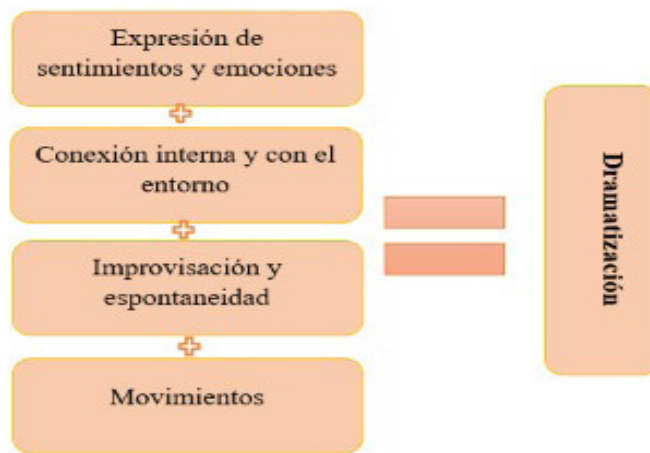 Expresión de
sentimientos y emociones
Conexión interna y con el
entorno
Improvisación y
espontaneidad
Movimientos
Dramatización